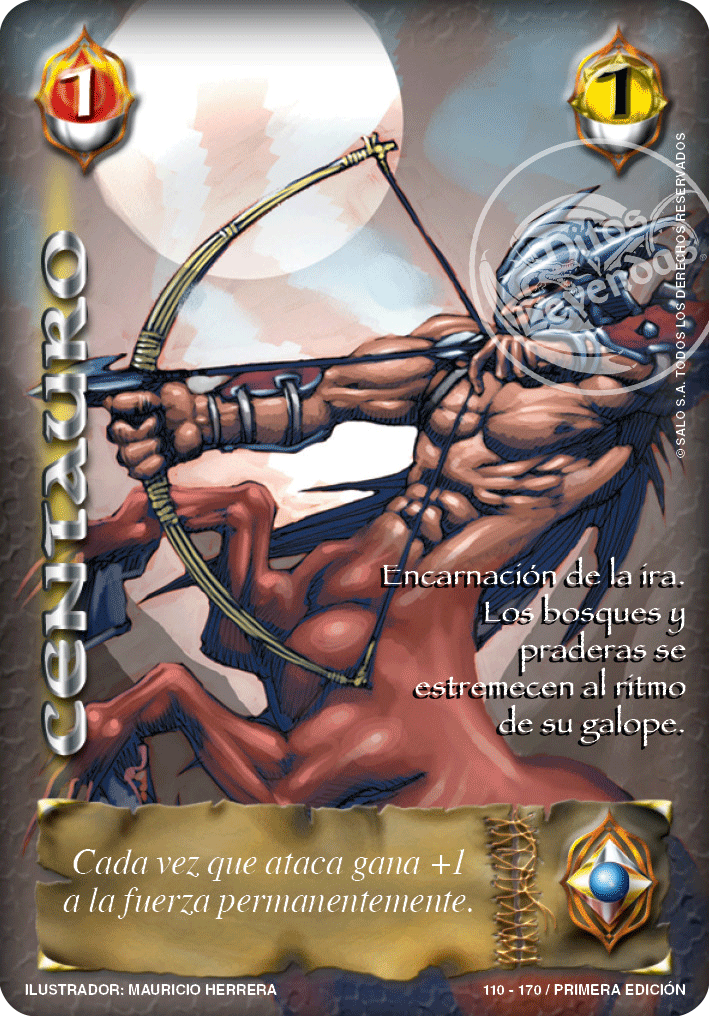 1
1
CENTAURO
Mitos
Leyendas
®
© SALO S.A. TODOS LOS DERECHOS RESERVADOS
Encarnación de la ira.
Los bosques y
praderas se
estremecen al ritmo
de su galope.
Cada vez que ataca gana +1
a la fuerza permanentemente.
ILUSTRADOR: MAURICIO HERRERA
110 - 170 / PRIMERA EDICIÓN